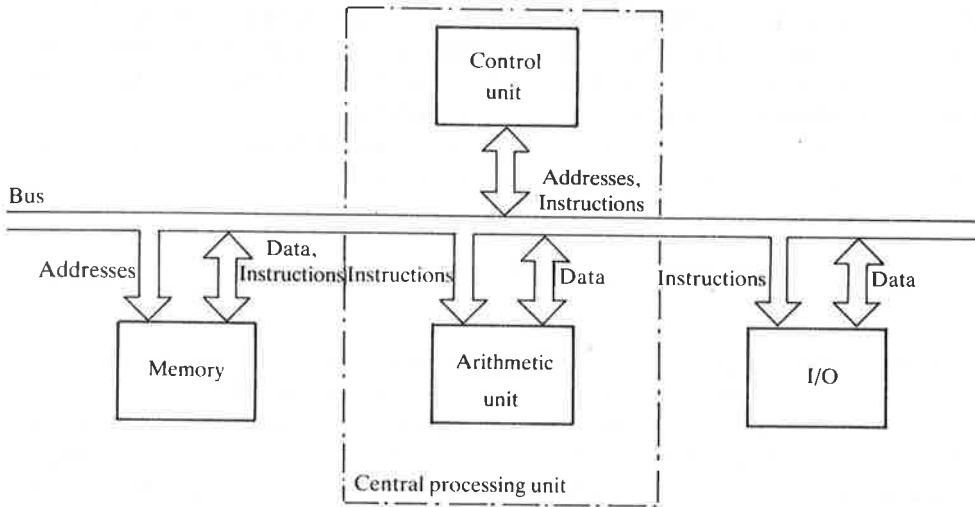 Control
unit
Addresses,
Instructions
Bus
Addresses
Data,
Instructions
Instructions
Data
Instructions
Data
Memory
Arithmetic
unit
I/O
Central processing unit